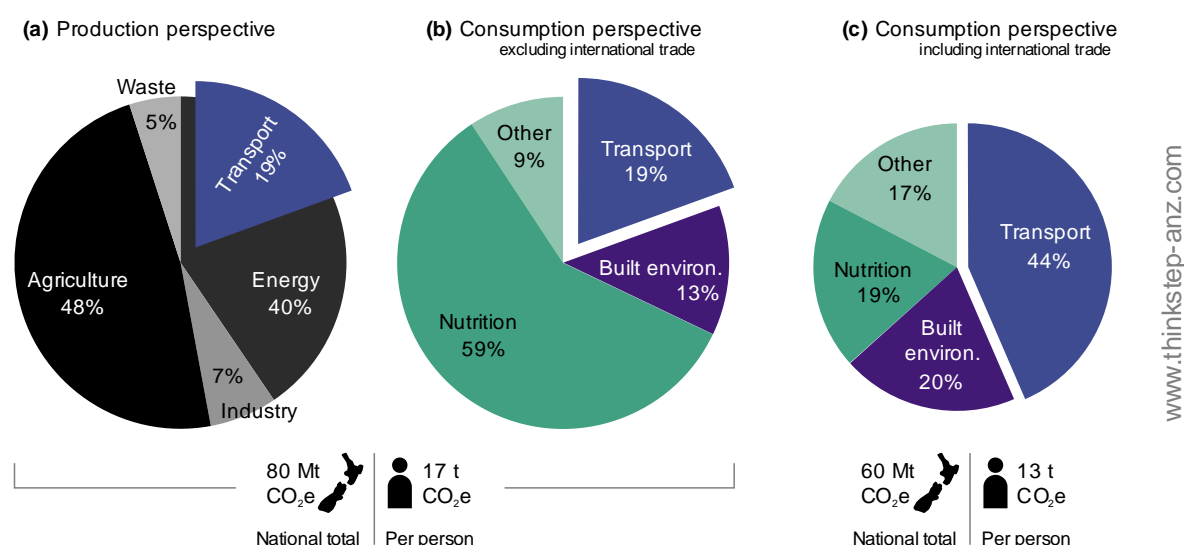 (a) Production perspective
Waste
5%
Transport
19%
Agriculture
48%
Energy
40%
7%
Industry
(b) Consumption perspective
excluding international trade
Other
9%
Transport
19%
Built environ.
13%
Nutrition
59%
(c) Consumption perspective
including international trade
Other
17%
Transport
44%
Nutrition
19%
Built
environ.
20%
80 Mt
CO₂e
National total
17 t
CO₂e
Per person
60 Mt
CO₂e
National total
13 t
CO₂e
Per person
www.thinkstep-anz.com